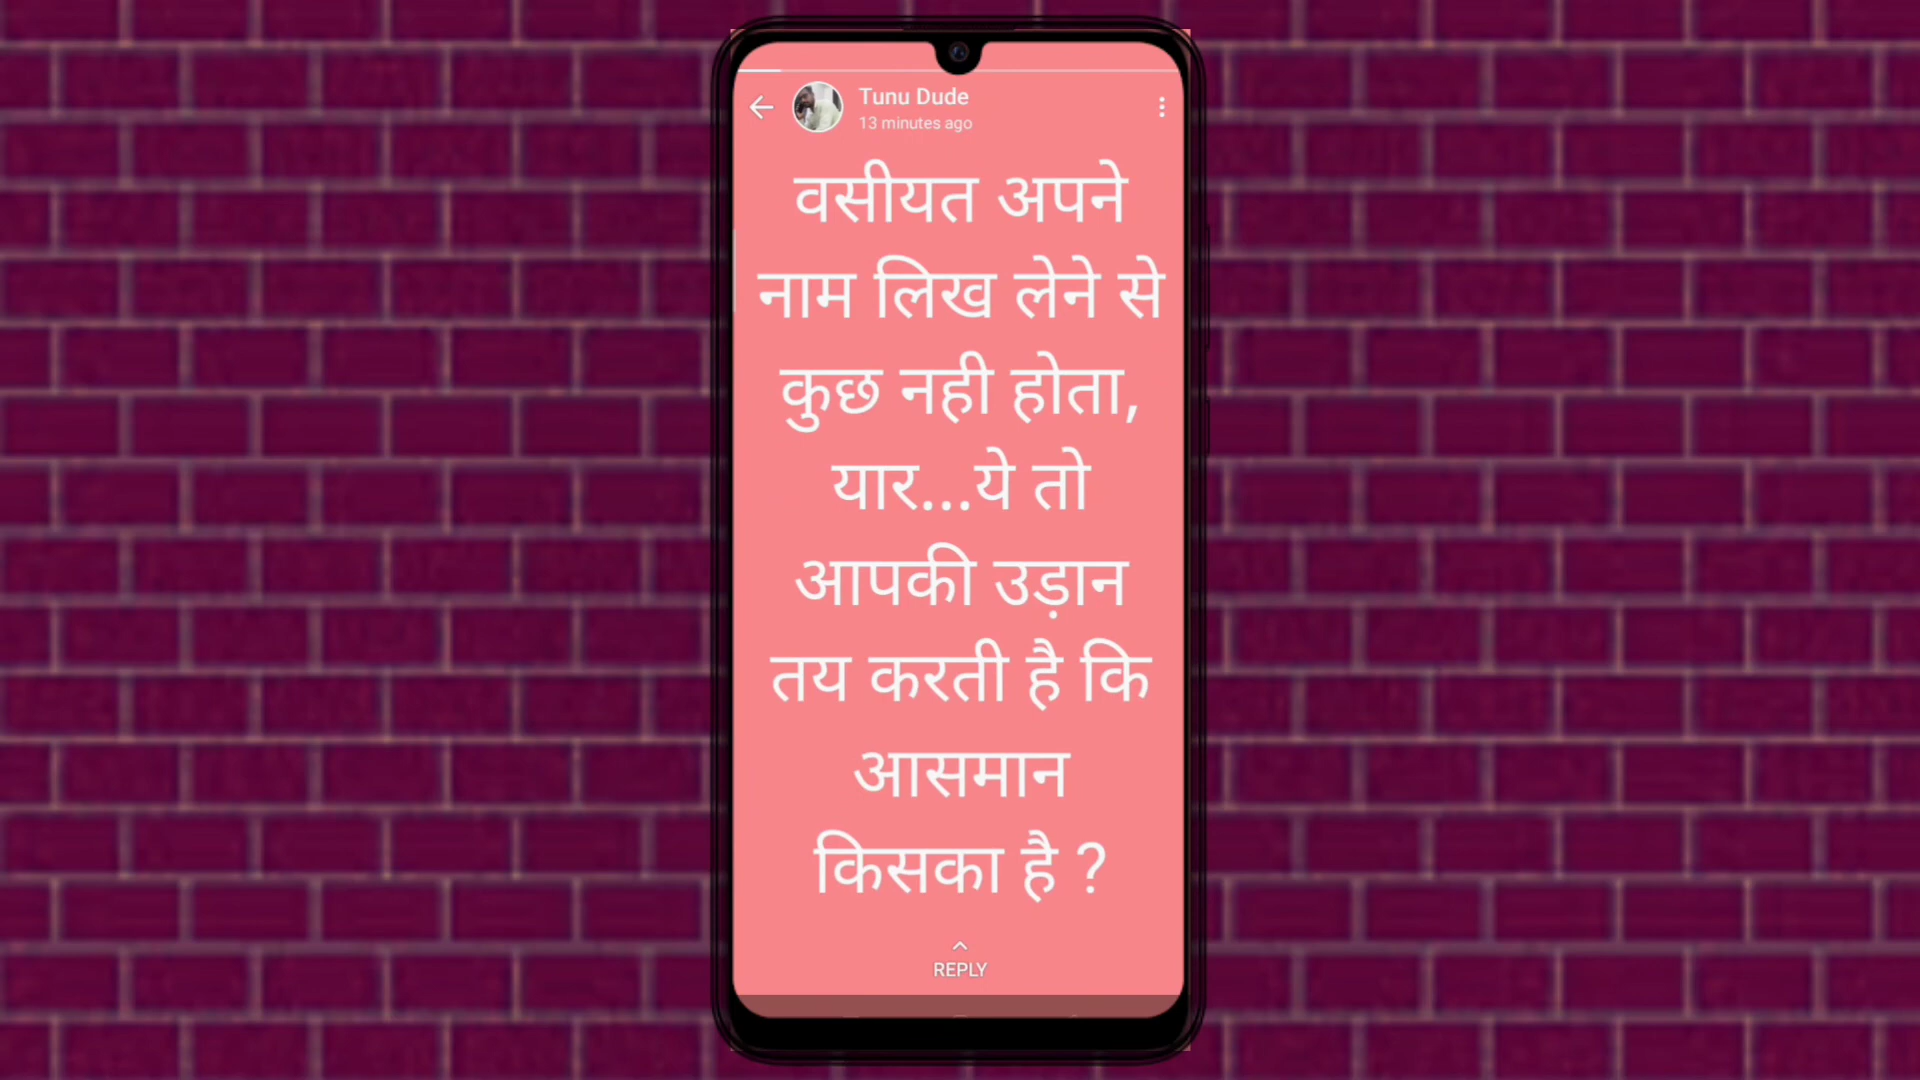 Tunu Dude
13 minutes ago
वसीयत अपने
नाम लिख लेने से
कुछ नही होता,
यार...ये तो
आपकी उड़ान
तय करती है कि
आसमान
किसका है ?
REPLY